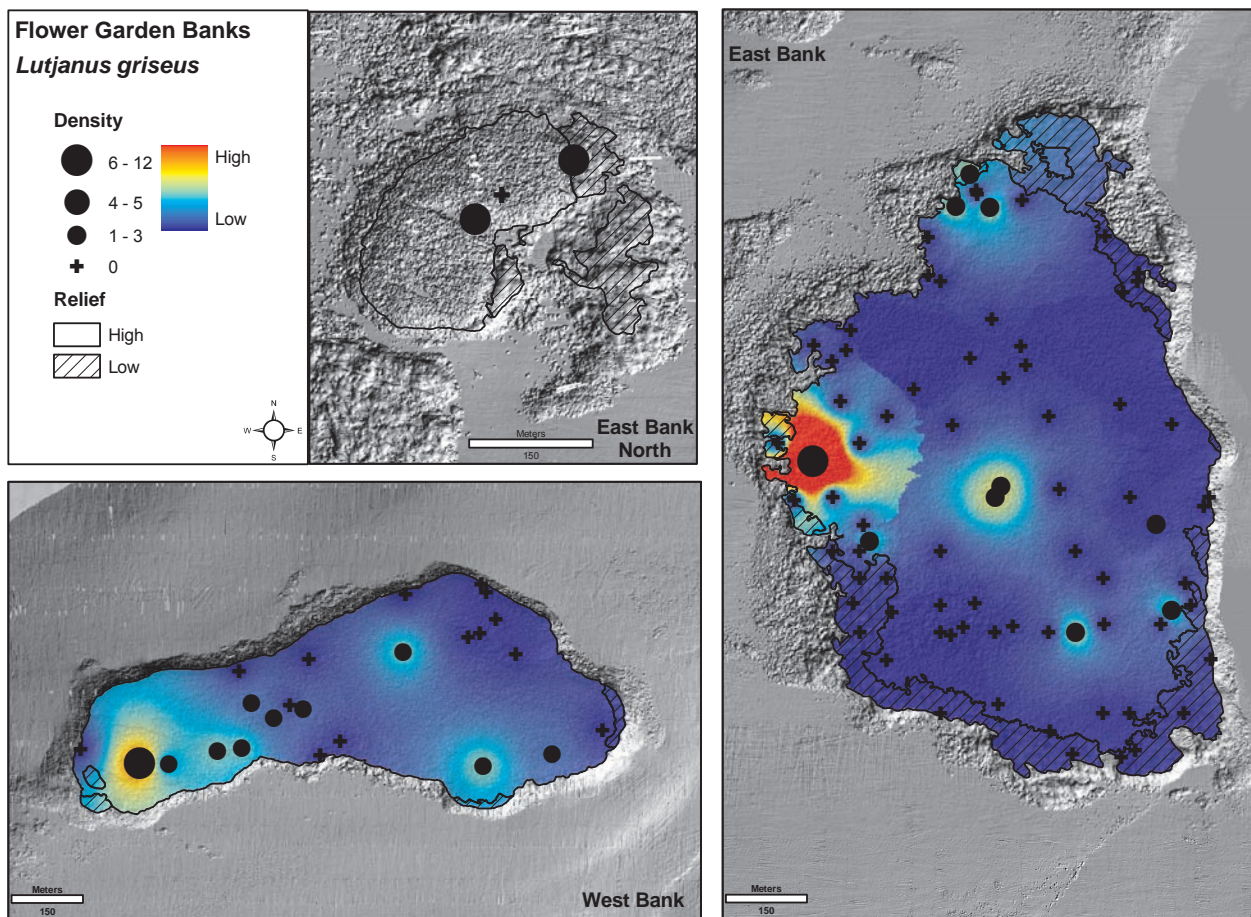 Flower Garden Banks
Lutjanus griseus
Density
6 - 12
4 - 5
1 - 3
0
High
Low
Relief
High
Low
N
W E
S
Meters
150
East Bank
North
East Bank
Meters
150
West Bank
Meters
150